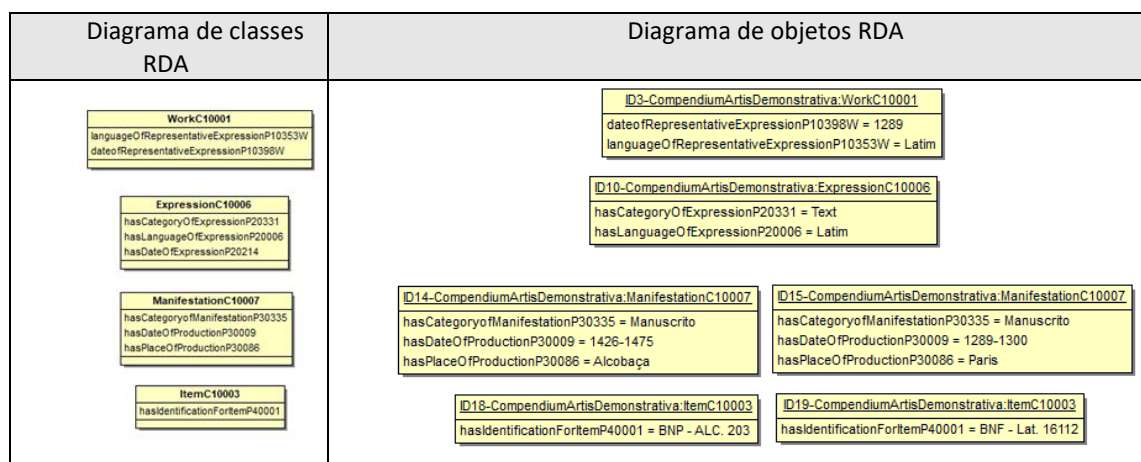 Diagrama de classes
RDA
Diagrama de objetos RDA
WorkC10001
languageOfRepresentativeExpressionP10353W
dateofRepresentativeExpressionP10398W
ExpressionC10006
hasCategoryOfExpressionP20331
hasLanguageOfExpressionP20006
hasDateOfExpressionP20214
ManifestationC10007
hasCategoryofManifestationP30335
hasDateOfProductionP30009
hasPlaceOfProductionP30086
ItemC10003
hasIdentificationForItemP40001
ID3-CompendiumArtisDemonstrativa:WorkC10001
dateofRepresentativeExpressionP10398W = 1289
languageOfRepresentativeExpressionP10353W = Latim
ID10-CompendiumArtisDemonstrativa:ExpressionC10006
hasCategoryOfExpressionP20331 = Text
hasLanguageOfExpressionP20006 = Latim
ID14-CompendiumArtisDemonstrativa:ManifestationC10007
hasCategoryofManifestationP30335 = Manuscrito
hasDateOfProductionP30009 = 1426-1475
hasPlaceOfProductionP30086 = Alcobaça
ID15-CompendiumArtisDemonstrativa:ManifestationC10007
hasCategoryofManifestationP30335 = Manuscrito
hasDateOfProductionP30009 = 1289-1300
hasPlaceOfProductionP30086 = Paris
ID18-CompendiumArtisDemonstrativa:ItemC10003
hasIdentificationForItemP40001 = BNP - ALC. 203
ID19-CompendiumArtisDemonstrativa:ItemC10003
hasIdentificationForItemP40001 = BNF - Lat. 16112